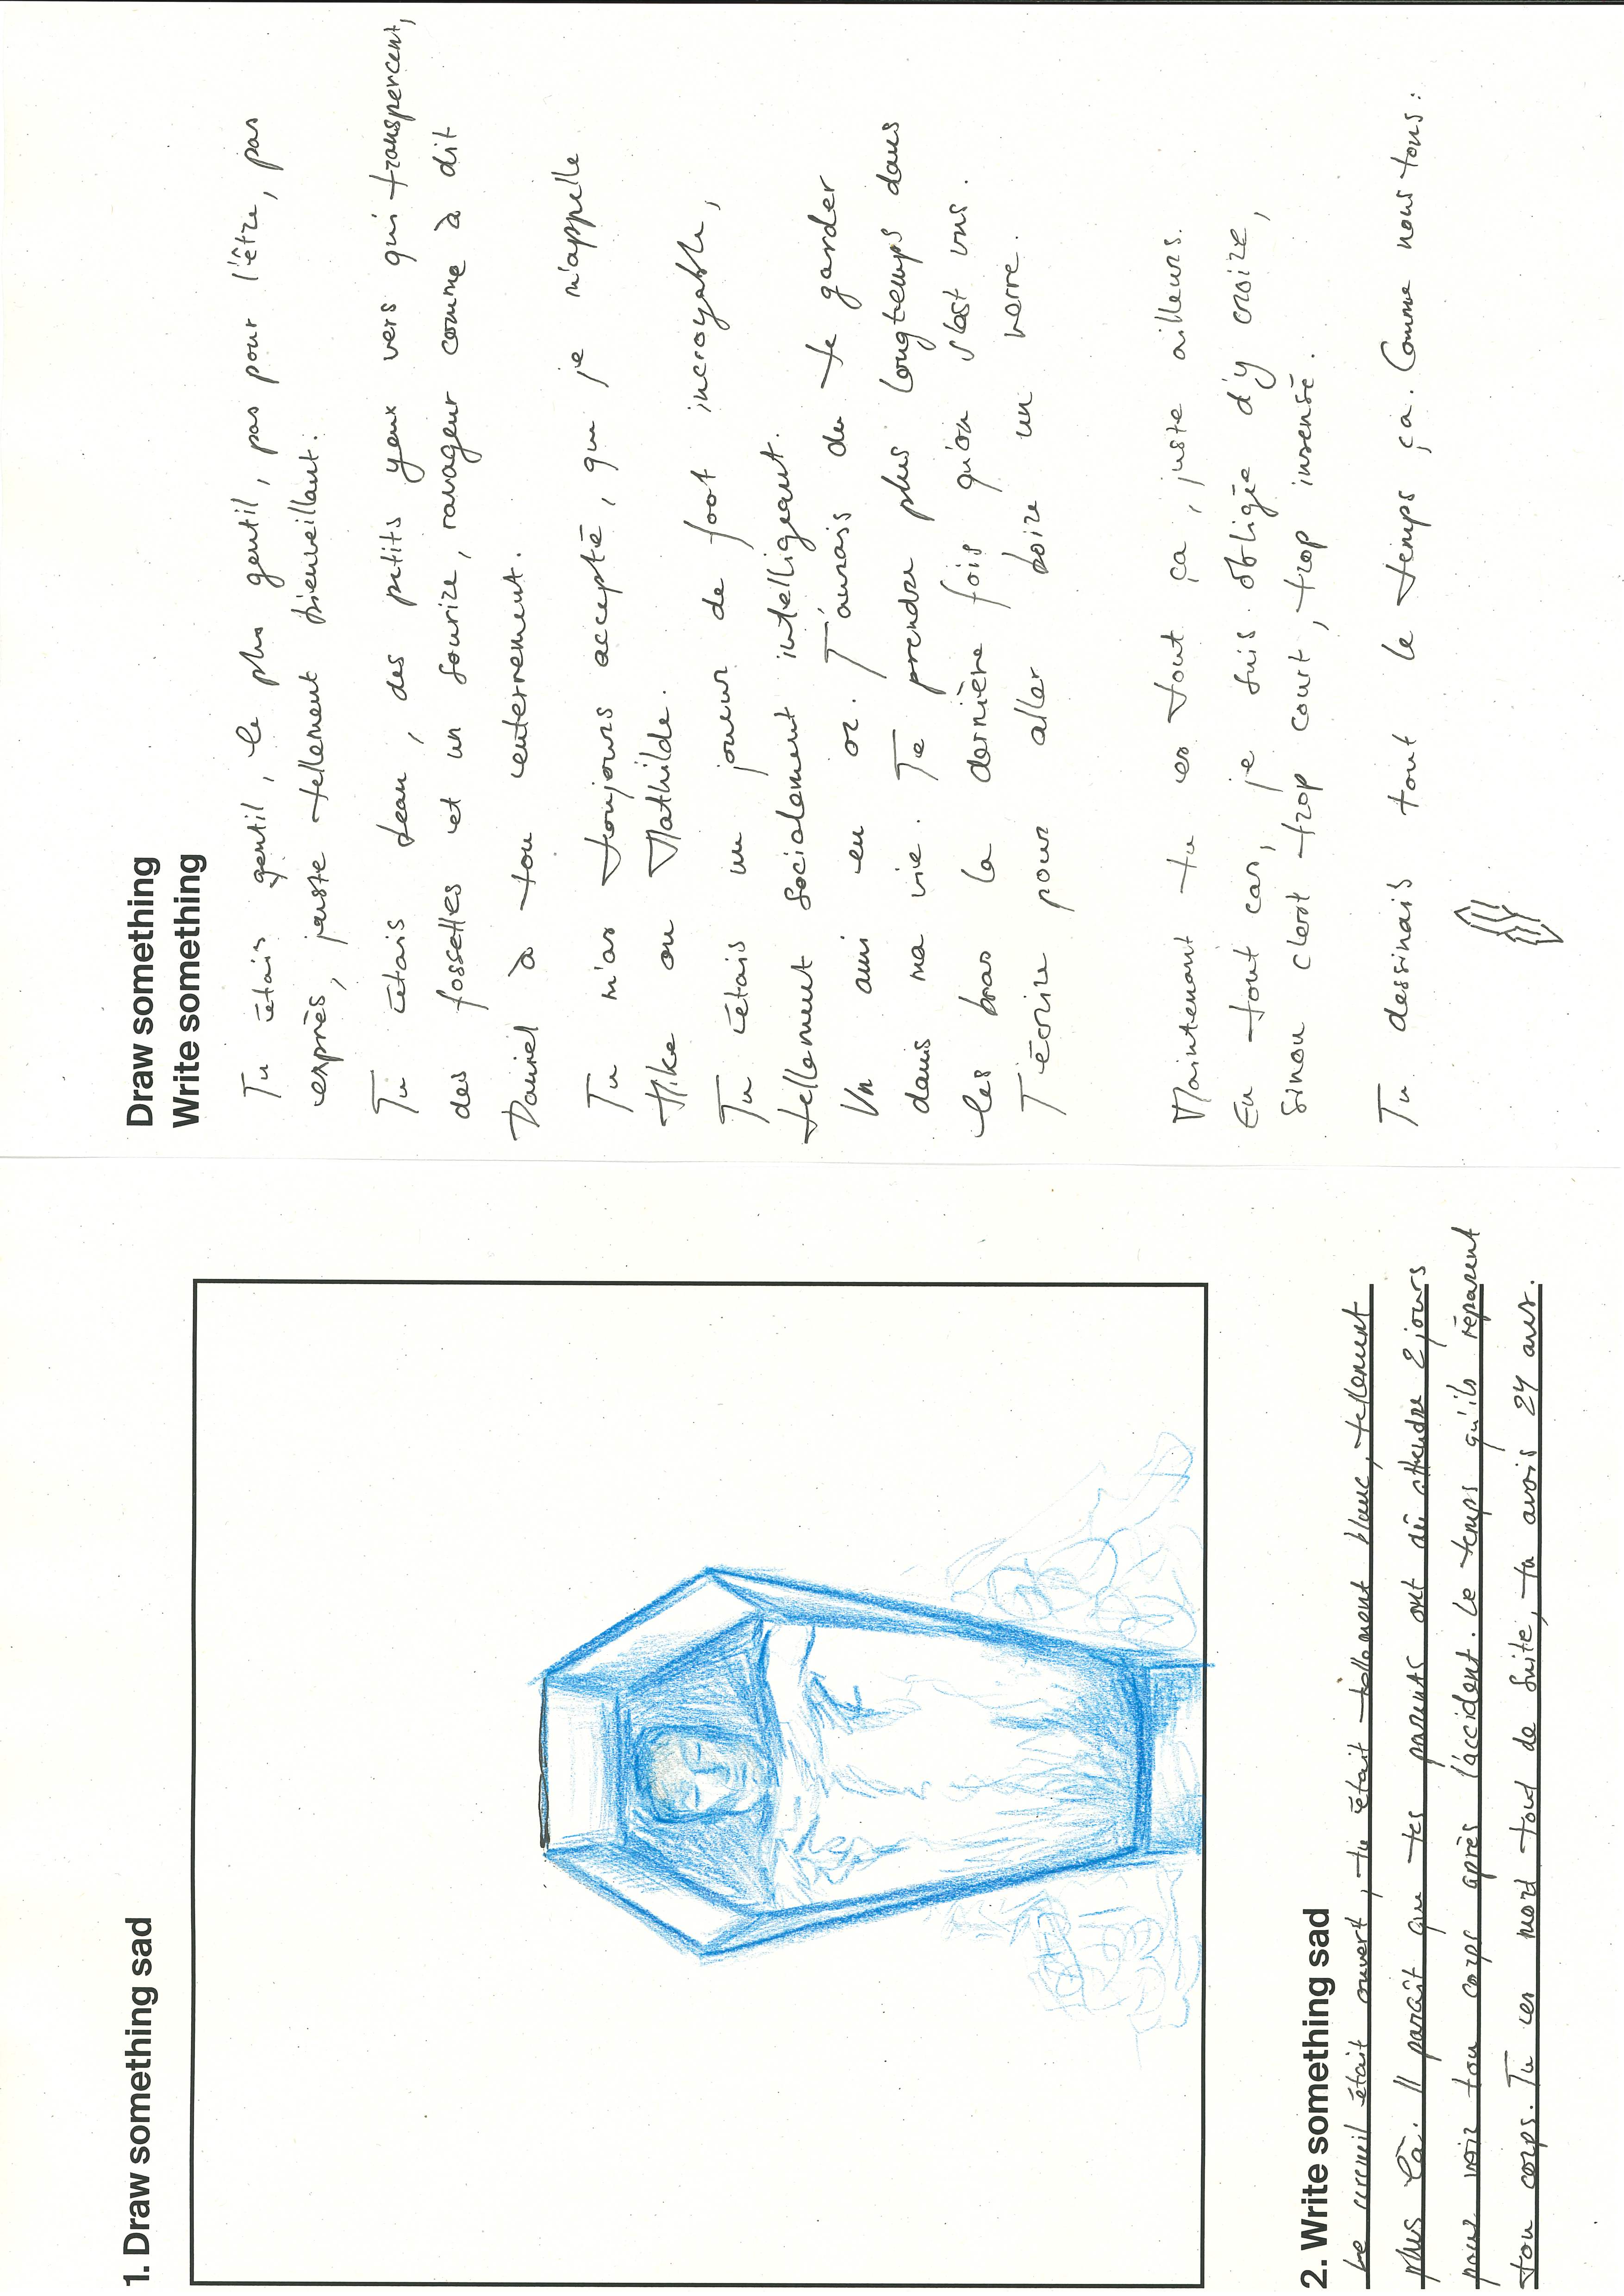 1. Draw something sad
2. Write something sad
Le cercueil était ouvert, tu était tellement blanc, tellement
plus là. Il paraît que tes parents ont dû attendre 2 jours
pour voir ton corps après l'accident. Le temps qu'ils réparent
ton corps. Tu es mort tout de suite, tu avais 24 ans.
Draw something
Write something
Tu étais gentil, le plus gentil, pas pour l'être, pas
exprès, juste tellement bienveillant.
Tu étais beau, des petits yeux vers qui transpercent,
des fossettes et un sourire, ravageur comme à dit
Daniel à ton enterrement.
Tu m'as toujours accepté, que je m'appelle
Mike ou Mathilde.
Tu étais un joueur de foot incroyable,
tellement socialement intelligeant.
Un ami en or. J'aurais du te garder
dans ma vie. Te prendre plus longtemps dans
les bras la dernière fois qu'on s'est vus.
T'écrire pour aller boire un verre.
Maintenant tu es tout ça, juste ailleurs.
En tout cas, je suis obligée d'y croire,
sinon c'est trop court, trop insensé.
Tu dessinais tout le temps ça. Comme nous tous: